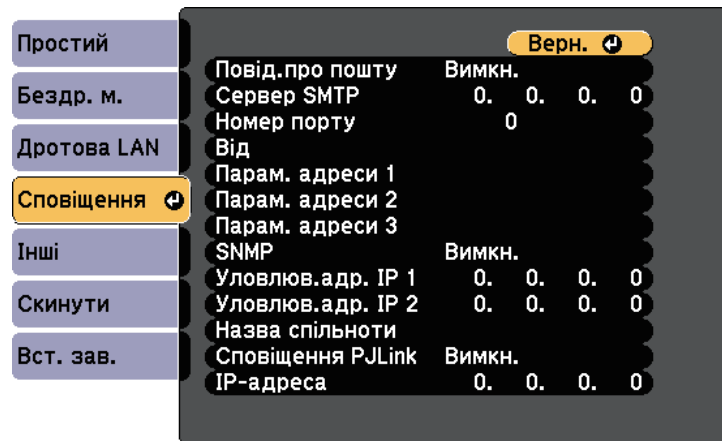 Простий
Бездр. м.
Дротова LAN
Сповіщення
Інші
Скинути
Вст. зав.
Верн.
Повід.про пошту Вимкн.
Сервер SMTP 0. 0. 0. 0
Номер порту 0
Від
Парам. адреси 1
Парам. адреси 2
Парам. адреси 3
SNMP Вимкн.
Уловлюв.адр. IP 1 0. 0. 0. 0
Уловлюв.адр. IP 2 0. 0. 0. 0
Назва спільноти
Сповіщення PJLink Вимкн.
IP-адреса 0. 0. 0. 0